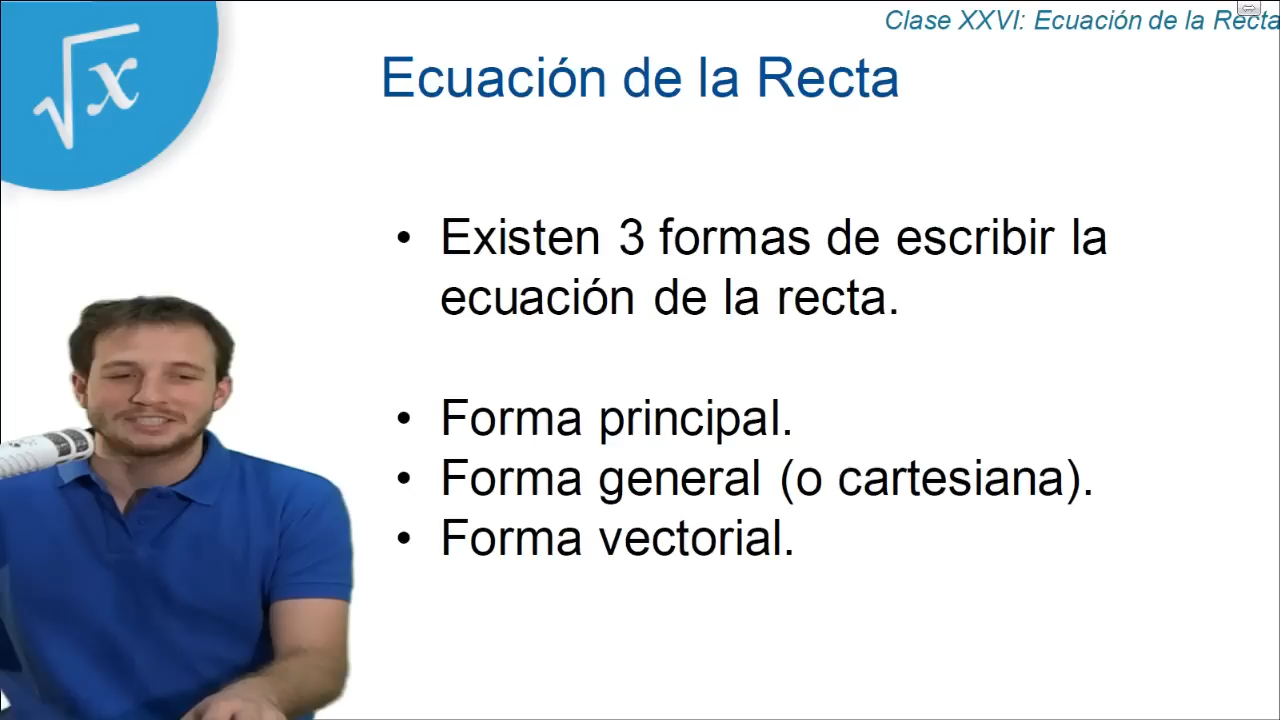 Clase XXVI: Ecuación de la Recta
√x
Ecuación de la Recta
• Existen 3 formas de escribir la
ecuación de la recta.
• Forma principal.
• Forma general (o cartesiana).
• Forma vectorial.